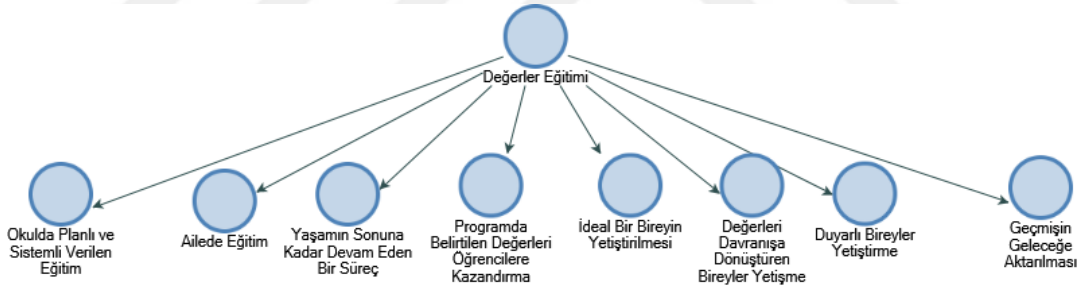 Değerler Eğitimi
Okulda Planlı ve
Sistemli Verilen
Eğitim
Ailede Eğitim
Yaşamın Sonuna
Kadar Devam Eden
Bir Süreç
Programda
Belirtilen Değerleri
Öğrencilere
Kazandırma
İdeal Bir Bireyin
Yetiştirilmesi
Değerleri
Davranışa
Dönüştüren
Bireyler Yetişme
Duyarlı Bireyler
Yetiştirme
Geçmişin
Geleceğe
Aktarılması